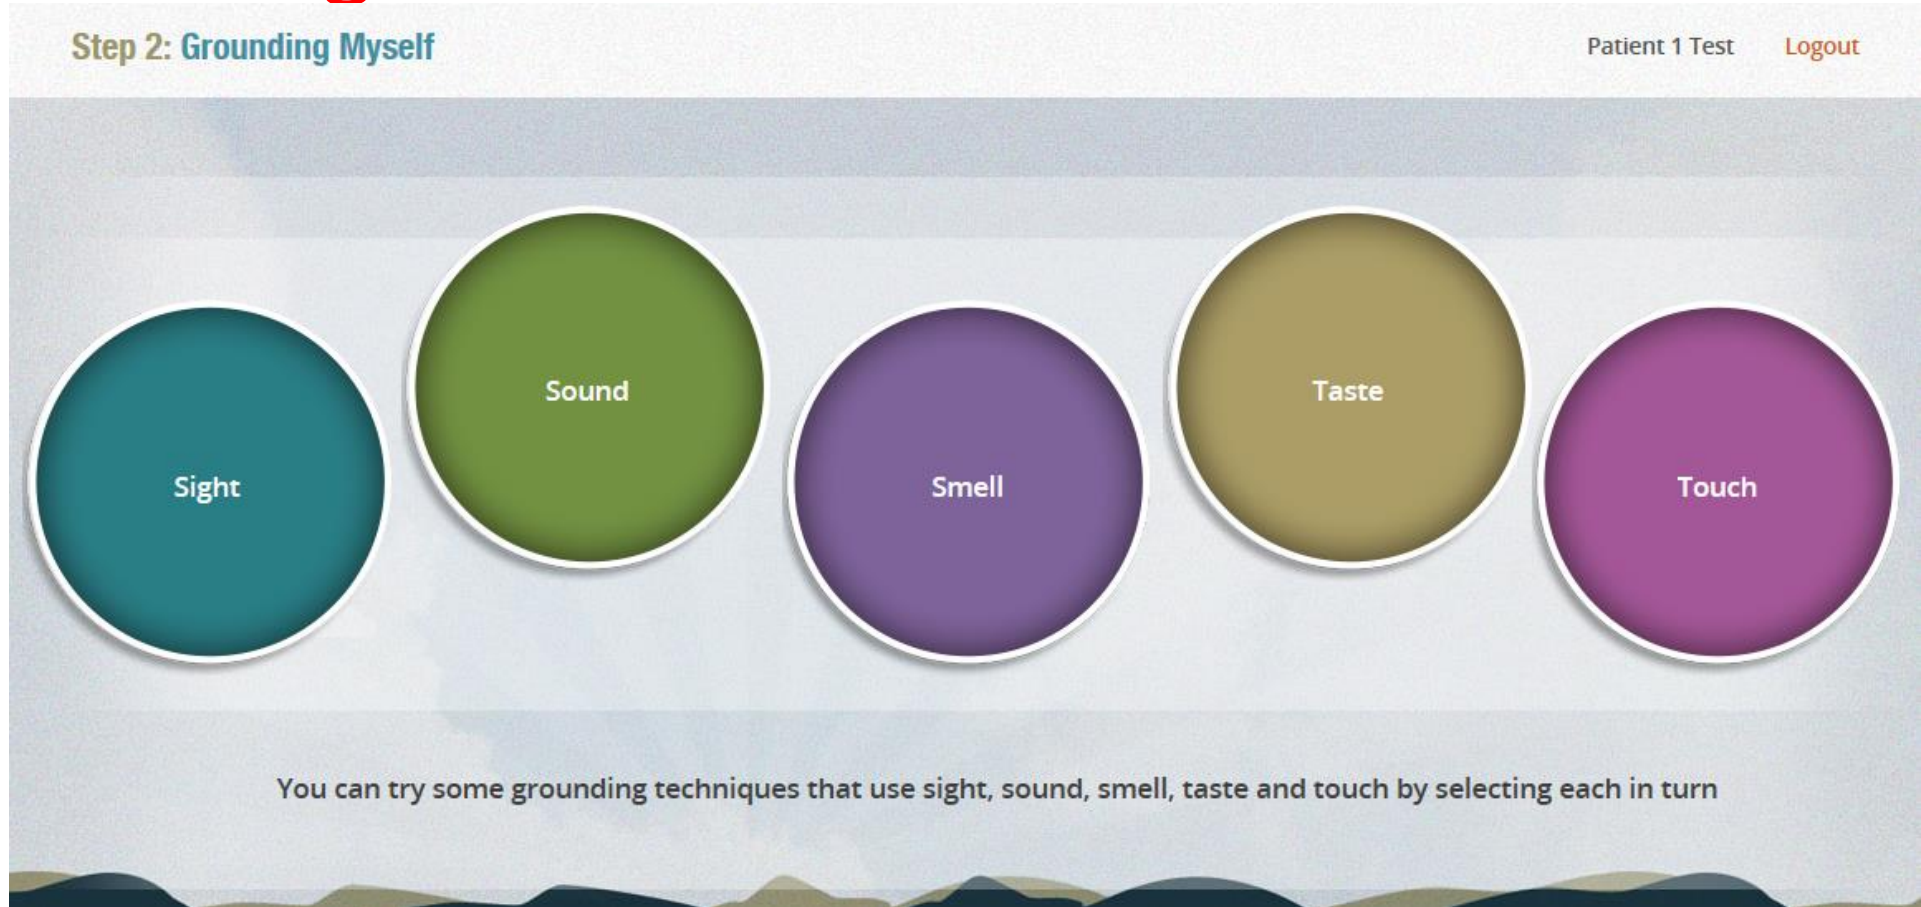 Step 2: Grounding Myself
Patient 1 Test
Logout
Sight
Sound
Smell
Taste
Touch
You can try some grounding techniques that use sight, sound, smell, taste and touch by selecting each in turn